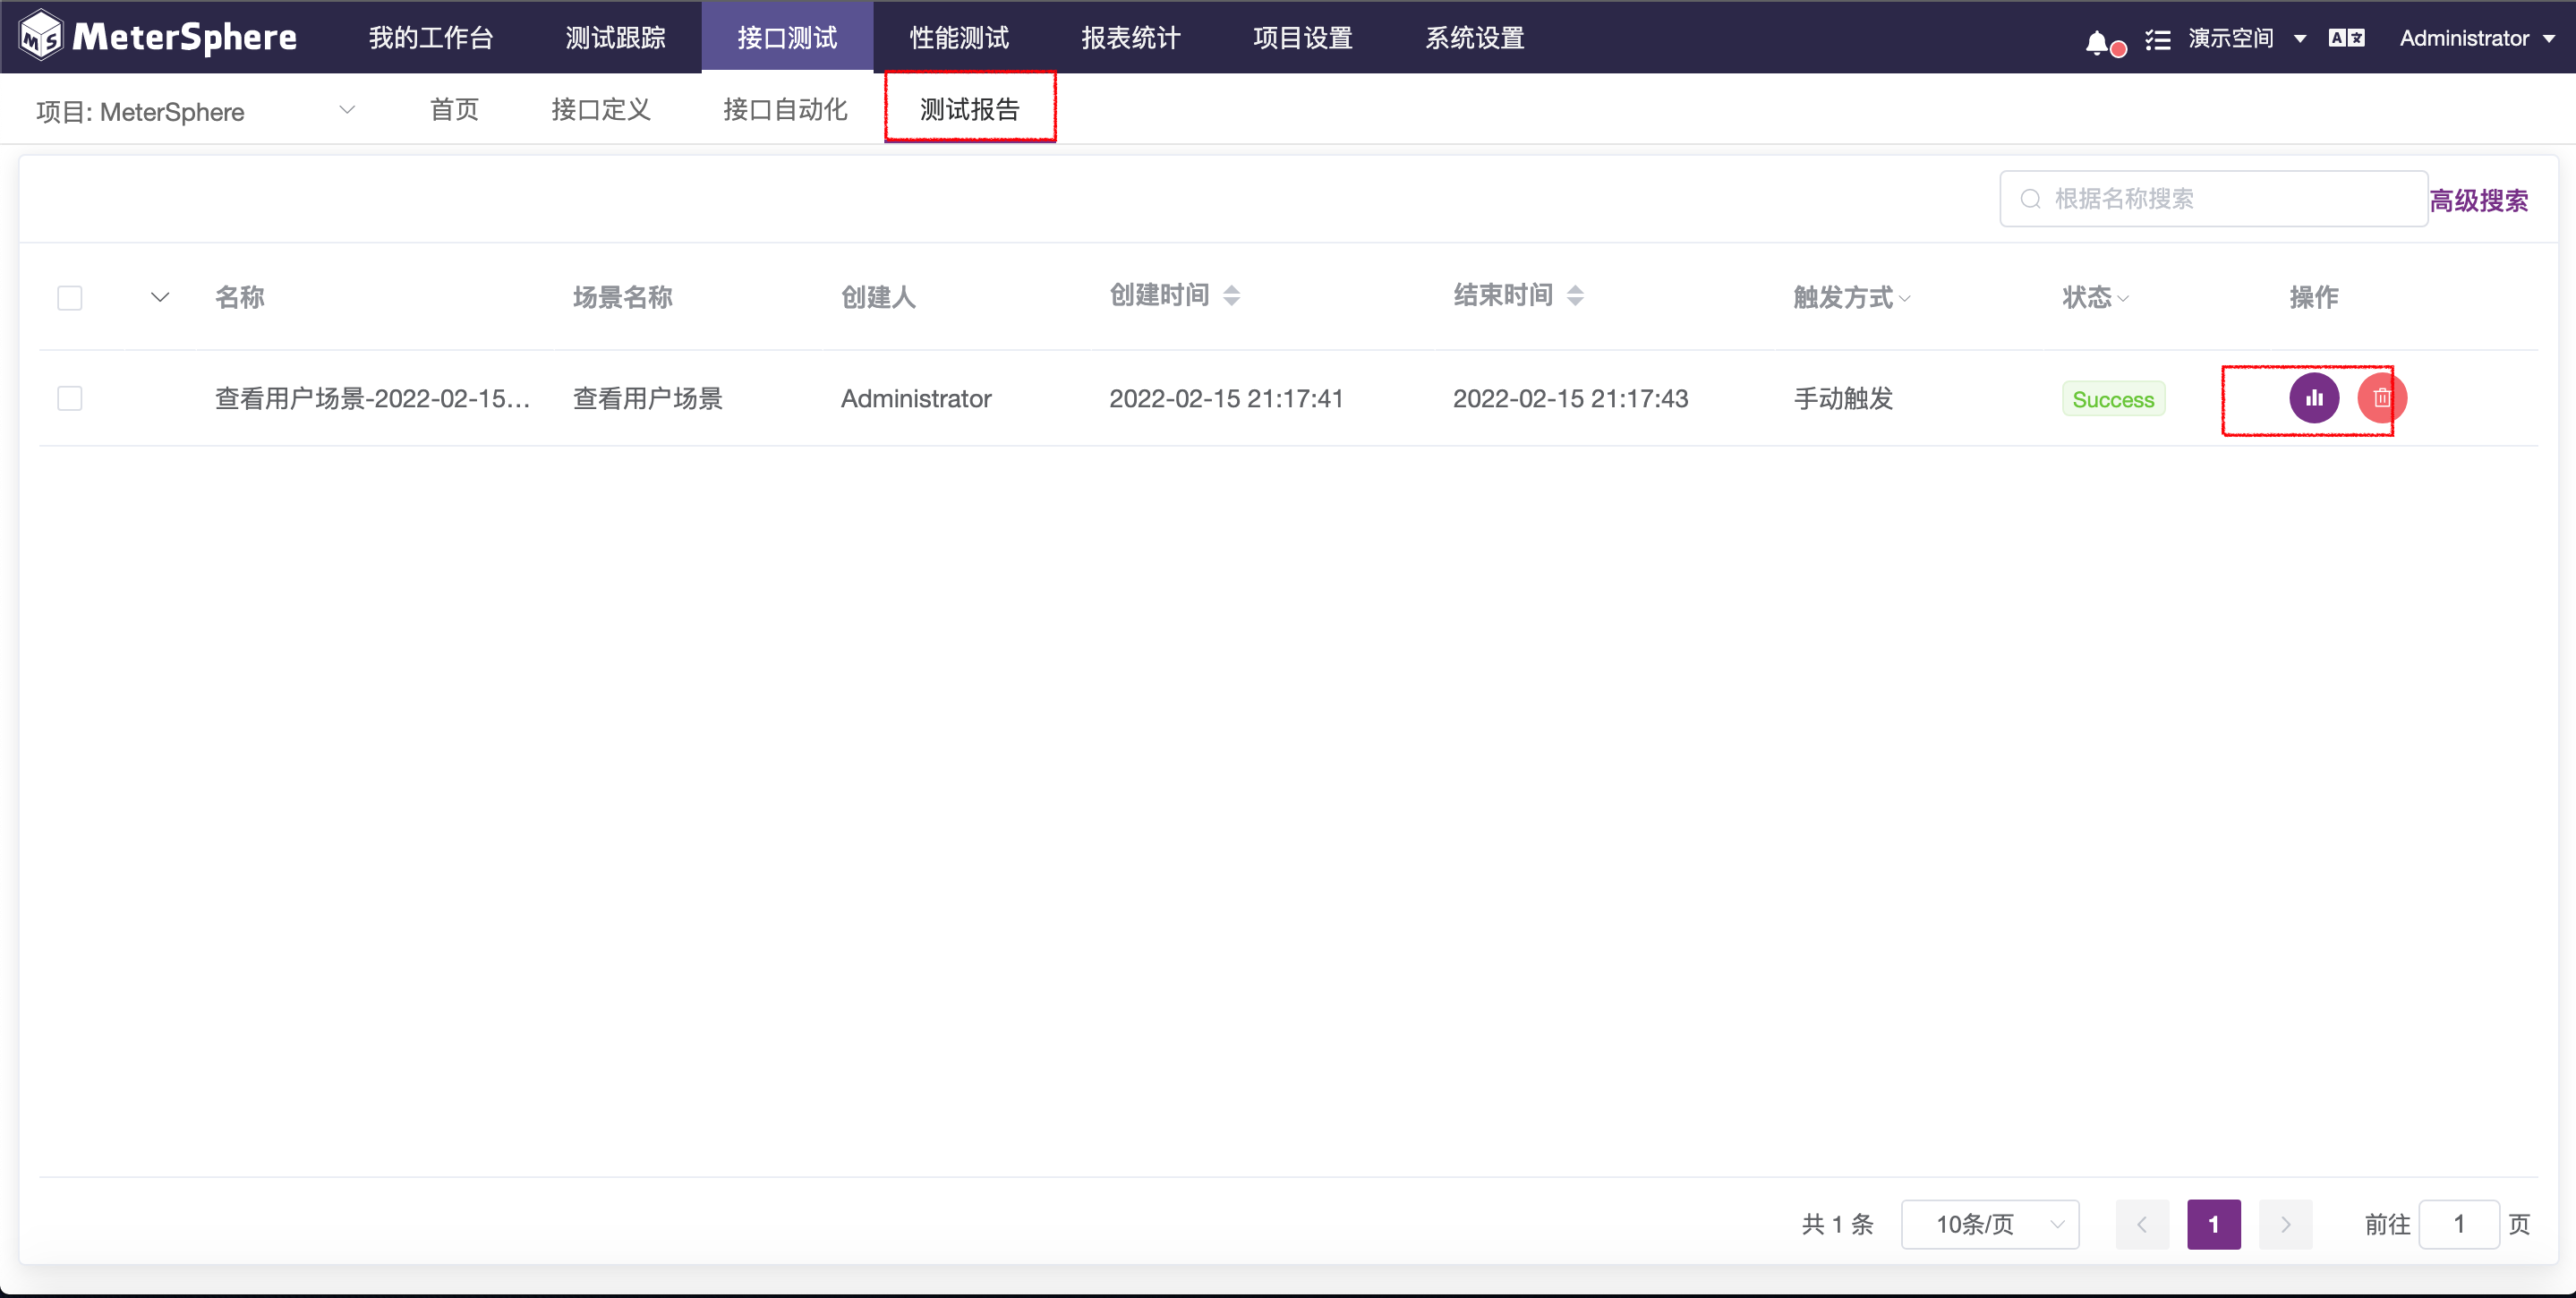 MS MeterSphere 我的工作台 测试跟踪 接口测试 性能测试 报表统计 项目设置 系统设置 演示空间 Administrator
项目: MeterSphere 首页 接口定义 接口自动化 测试报告
根据名称搜索 高级搜索
名称 场景名称 创建人 创建时间 结束时间 触发方式 状态 操作
查看用户场景-2022-02-15... 查看用户场景 Administrator 2022-02-15 21:17:41 2022-02-15 21:17:43 手动触发 Success
共 1 条 10条/页 1 前往 1 页